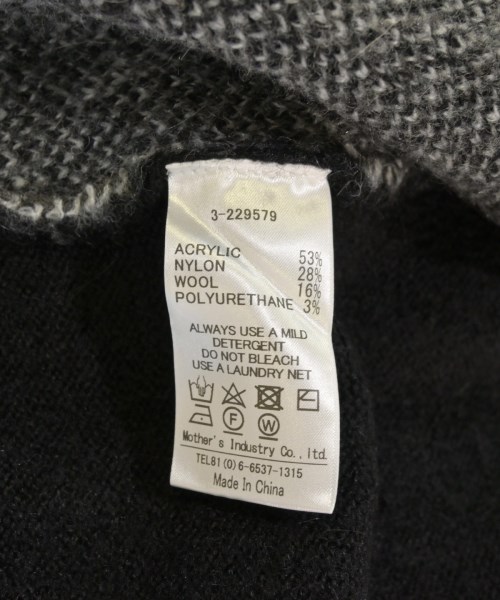 3-229579
ACRYLIC 53%
NYLON 28%
WOOL 16%
POLYURETHANE 3%
ALWAYS USE A MILD
DETERGENT
DO NOT BLEACH
USE A LAUNDRY NET
F W
Mother's Industry Co.,ltd.
TEL81(0)6-6537-1315
Made In China